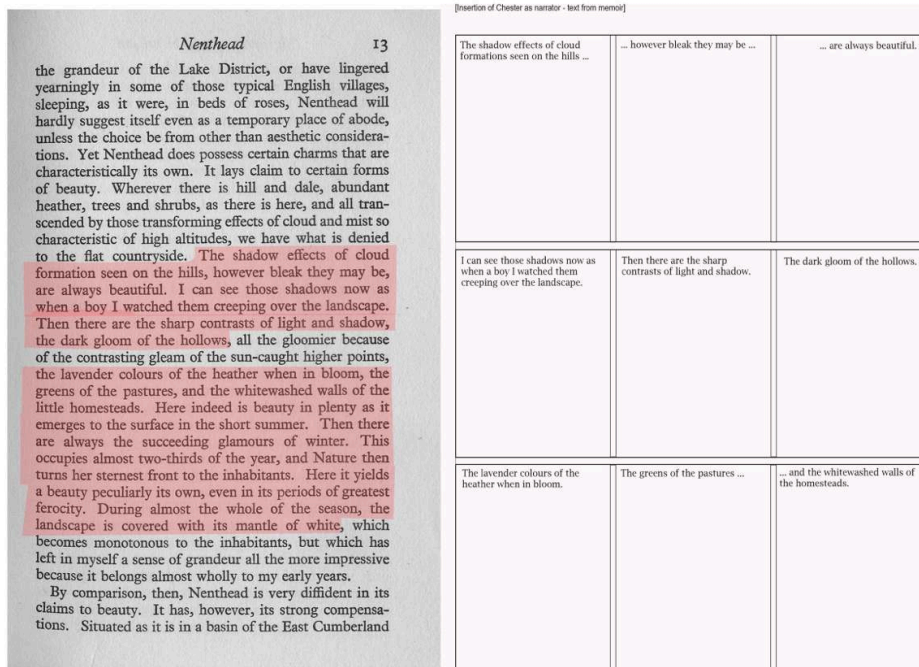 Nenthead 13
the grandeur of the Lake District, or have lingered
yearningly in some of those typical English villages,
sleeping, as it were, in beds of roses, Nenthead will
hardly suggest itself even as a temporary place of abode,
unless the choice be from other than aesthetic considera-
tions. Yet Nenthead does possess certain charms that are
characteristically its own. It lays claim to certain forms
of beauty. Wherever there is hill and dale, abundant
heather, trees and shrubs, as there is here, and all tran-
scended by those transforming effects of cloud and mist so
characteristic of high altitudes, we have what is denied
to the flat countryside. The shadow effects of cloud
formation seen on the hills, however bleak they may be,
are always beautiful. I can see those shadows now as
when a boy I watched them creeping over the landscape.
Then there are the sharp contrasts of light and shadow,
the dark gloom of the hollows, all the gloomier because
of the contrasting gleam of the sun-caught higher points,
the lavender colours of the heather when in bloom, the
greens of the pastures, and the whitewashed walls of the
little homesteads. Here indeed is beauty in plenty as it
emerges to the surface in the short summer. Then there
are always the succeeding glamours of winter. This
occupies almost two-thirds of the year, and Nature then
turns her sternest front to the inhabitants. Here it yields
a beauty peculiarly its own, even in its periods of greatest
ferocity. During almost the whole of the season, the
landscape is covered with its mantle of white, which
becomes monotonous to the inhabitants, but which has
left in myself a sense of grandeur all the more impressive
because it belongs almost wholly to my early years.
By comparison, then, Nenthead is very diffident in its
claims to beauty. It has, however, its strong compensa-
tions. Situated as it is in a basin of the East Cumberland
[Insertion of Chester as narrator - text from memoir]
The shadow effects of cloud
formations seen on the hills ...
... however bleak they may be ...
... are always beautiful.
I can see those shadows now as
when a boy I watched them
creeping over the landscape.
Then there are the sharp
contrasts of light and shadow.
The dark gloom of the hollows.
The lavender colours of the
heather when in bloom.
The greens of the pastures ...
... and the whitewashed walls of
the homesteads.